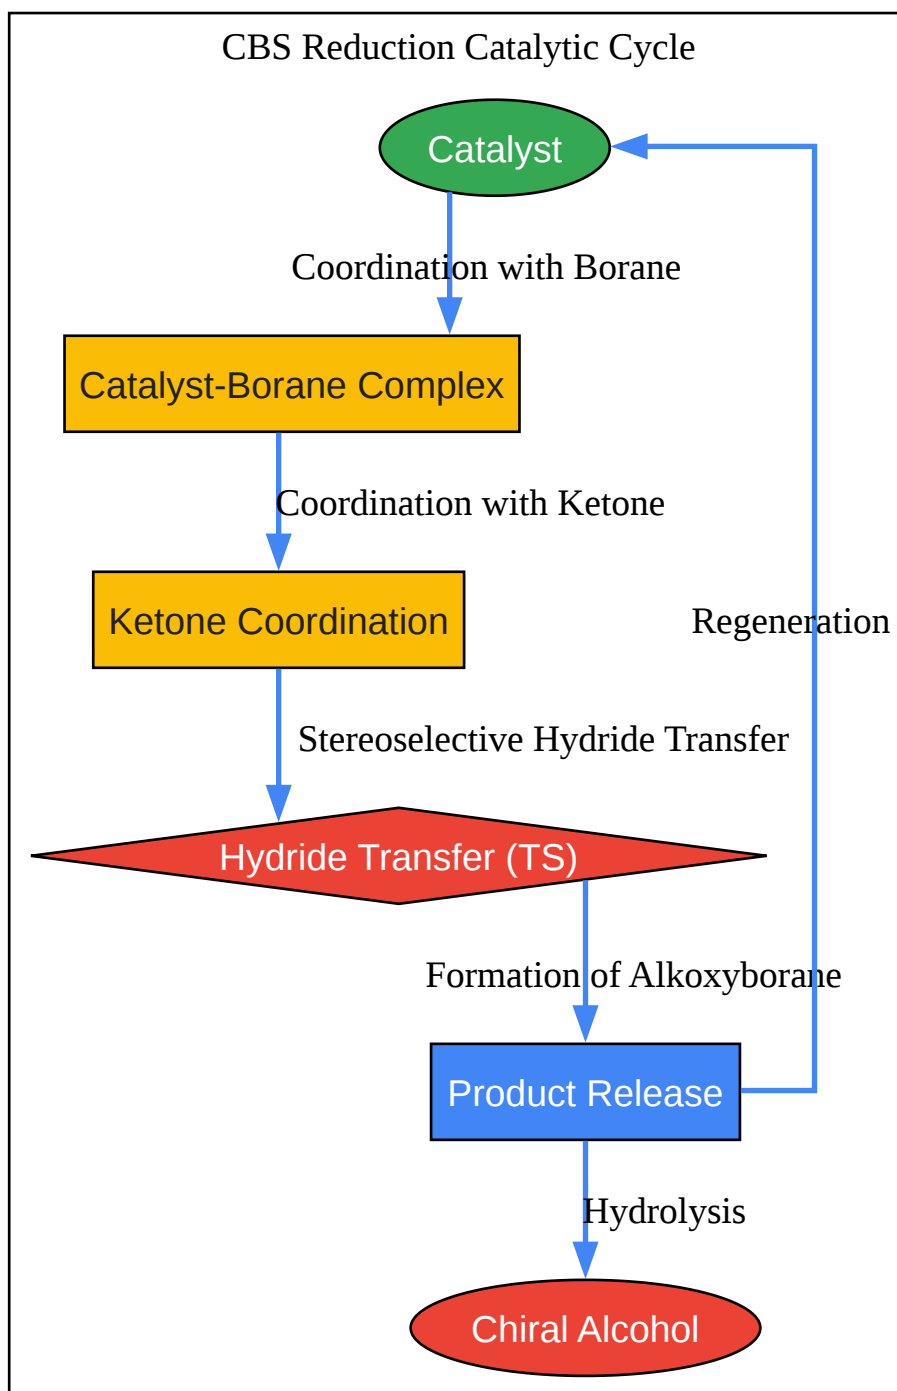 CBS Reduction Catalytic Cycle
Catalyst
Coordination with Borane
Catalyst-Borane Complex
Coordination with Ketone
Ketone Coordination
Regeneration
Stereoselective Hydride Transfer
Hydride Transfer (TS)
Formation of Alkoxyborane
Product Release
Hydrolysis
Chiral Alcohol